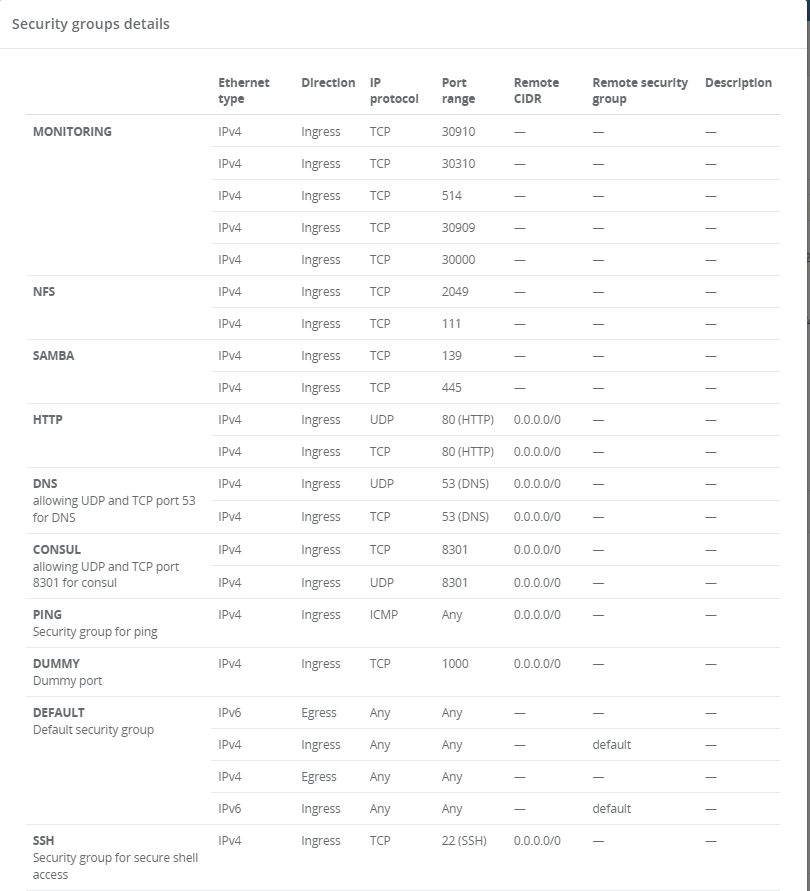 Security groups details
Ethernet type Direction IP protocol Port range Remote CIDR Remote security group Description
MONITORING IPv4 Ingress TCP 30910 — — —
IPv4 Ingress TCP 30310 — — —
IPv4 Ingress TCP 514 — — —
IPv4 Ingress TCP 30909 — — —
IPv4 Ingress TCP 30000 — — —
NFS IPv4 Ingress TCP 2049 — — —
IPv4 Ingress TCP 111 — — —
SAMBA IPv4 Ingress TCP 139 — — —
IPv4 Ingress TCP 445 — — —
HTTP IPv4 Ingress UDP 80 (HTTP) 0.0.0.0/0 — —
IPv4 Ingress TCP 80 (HTTP) 0.0.0.0/0 — —
DNS IPv4 Ingress UDP 53 (DNS) 0.0.0.0/0 — —
allowing UDP and TCP port 53
for DNS IPv4 Ingress TCP 53 (DNS) 0.0.0.0/0 — —
CONSUL IPv4 Ingress TCP 8301 0.0.0.0/0 — —
allowing UDP and TCP port
8301 for consul IPv4 Ingress UDP 8301 0.0.0.0/0 — —
PING IPv4 Ingress ICMP Any 0.0.0.0/0 — —
Security group for ping
DUMMY IPv4 Ingress TCP 1000 0.0.0.0/0 — —
Dummy port
DEFAULT IPv6 Egress Any Any — — —
Default security group
IPv4 Ingress Any Any — default —
IPv4 Egress Any Any — — —
IPv6 Ingress Any Any — default —
SSH IPv4 Ingress TCP 22 (SSH) 0.0.0.0/0 — —
Security group for secure shell
access